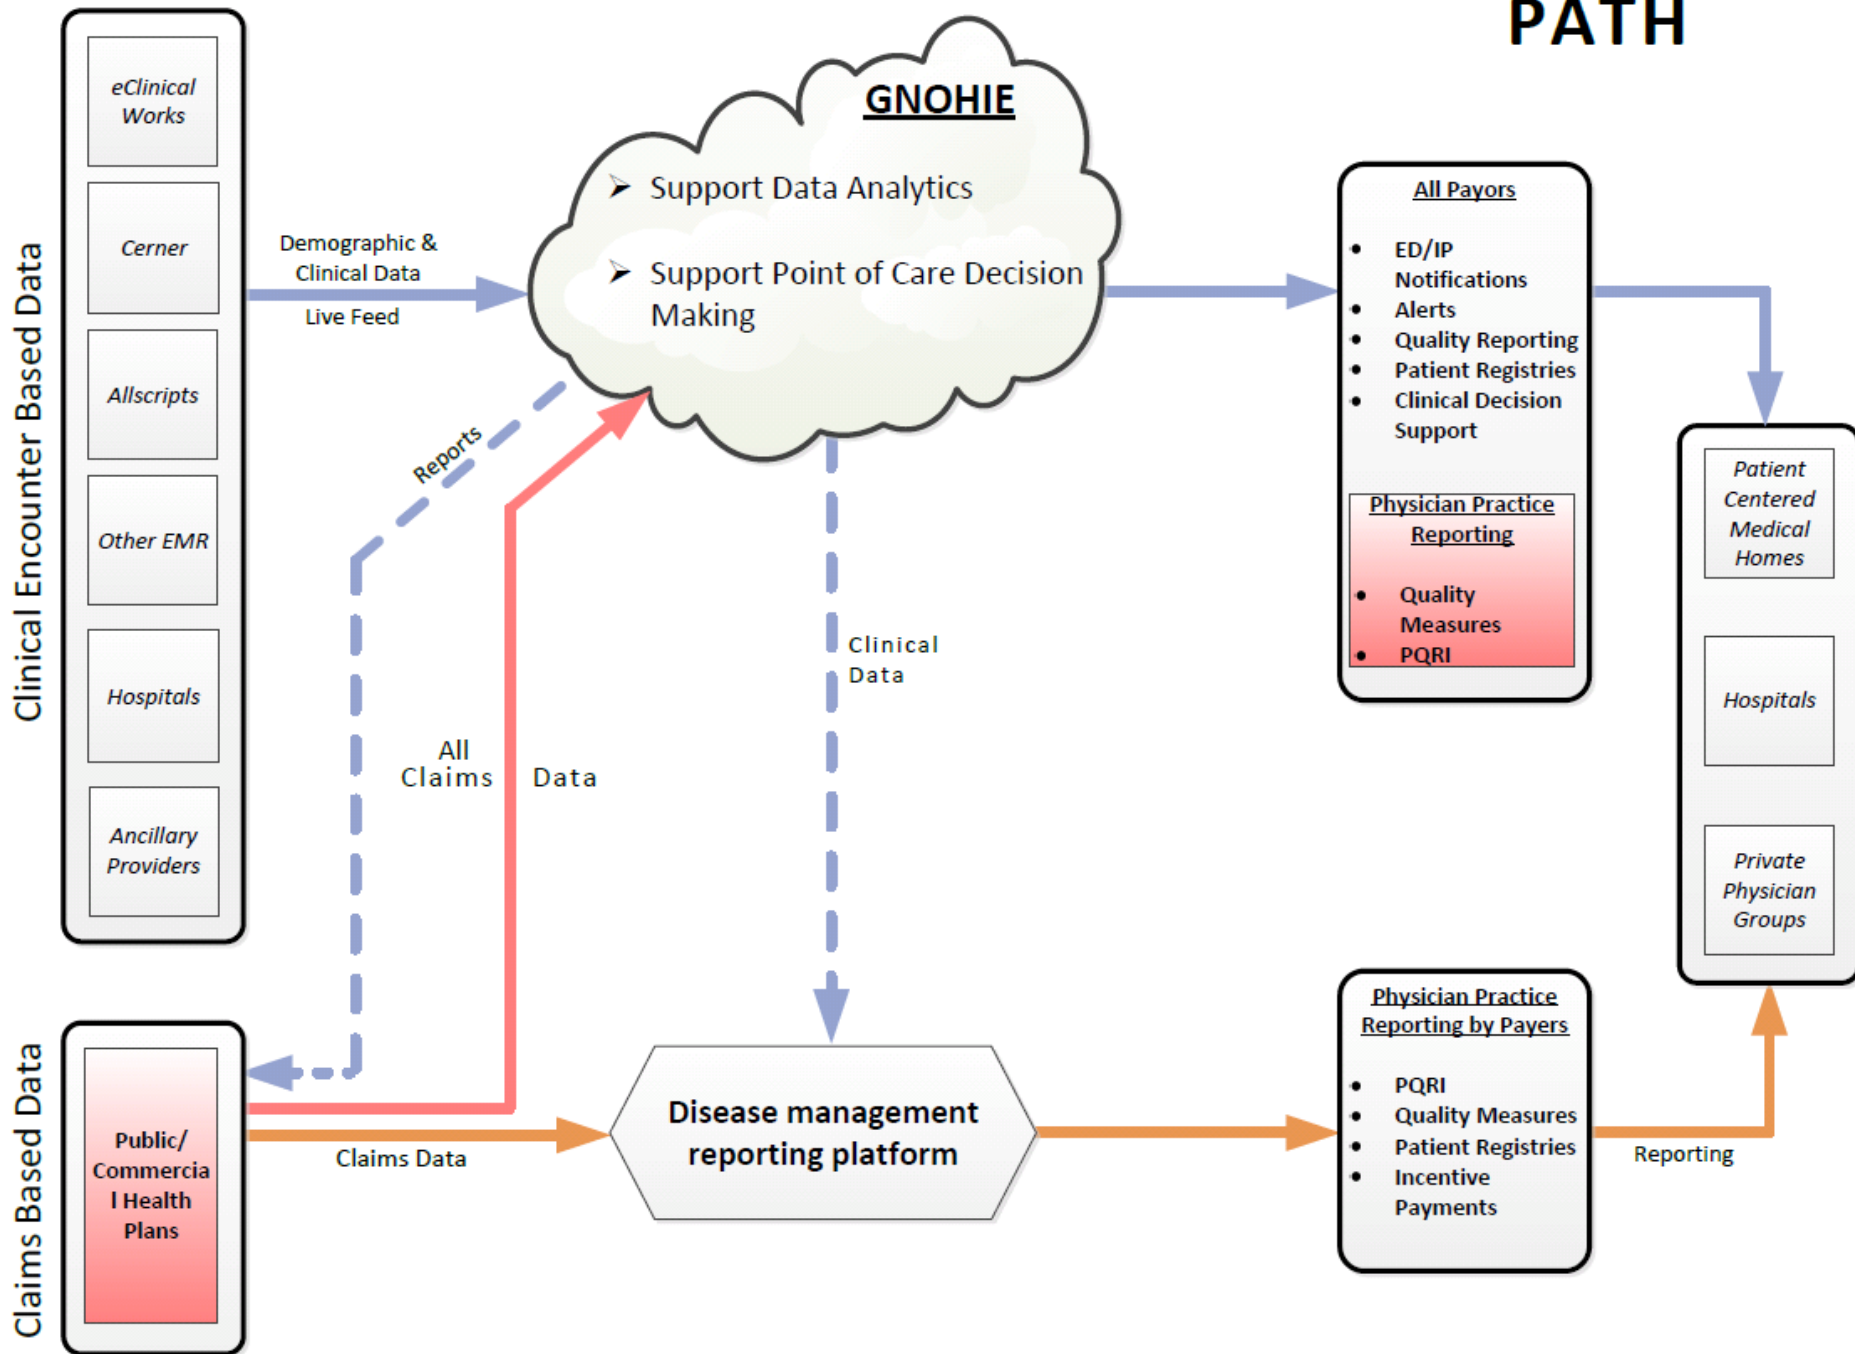 PATH
Clinical Encounter Based Data
eClinical
Works
Cerner
Allscripts
Other EMR
Hospitals
Ancillary
Providers
Demographic &
Clinical Data
Live Feed
GNOHIE
➢ Support Data Analytics
➢ Support Point of Care Decision
Making
All Payors
• ED/IP
Notifications
• Alerts
• Quality Reporting
• Patient Registries
• Clinical Decision
Support
Physician Practice
Reporting
• Quality
Measures
• PQRI
Patient
Centered
Medical
Homes
Hospitals
Private
Physician
Groups
Reports
All
Claims Data
Clinical
Data
Claims Based Data
Public/
Commercia
l Health
Plans
Claims Data
Disease management
reporting platform
Physician Practice
Reporting by Payers
• PQRI
• Quality Measures
• Patient Registries
• Incentive
Payments
Reporting